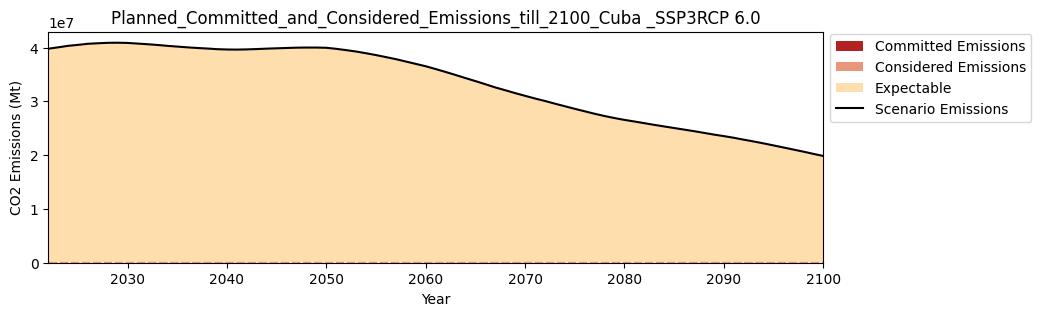 Planned_Committed_and_Considered_Emissions_till_2100_Cuba _SSP3RCP 6.0
1e7
4
3
2
1
0
CO2 Emissions (Mt)
2030 2040 2050 2060 2070 2080 2090 2100
Year
Committed Emissions
Considered Emissions
Expectable
Scenario Emissions